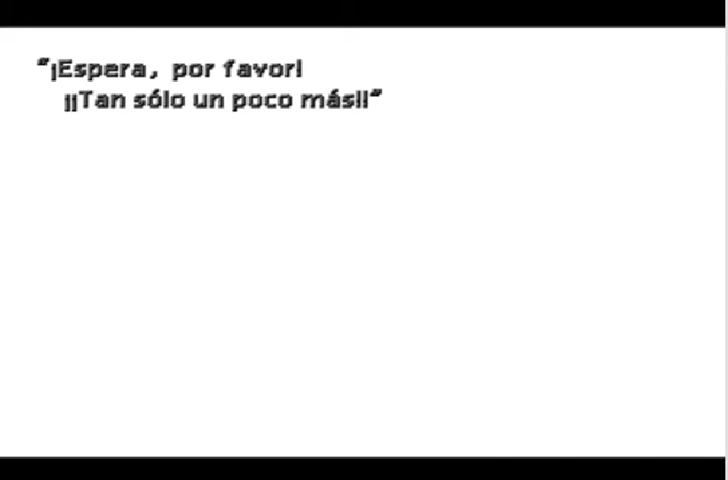 “¡Espera, por favor!
¡¡Tan sólo un poco más!!”